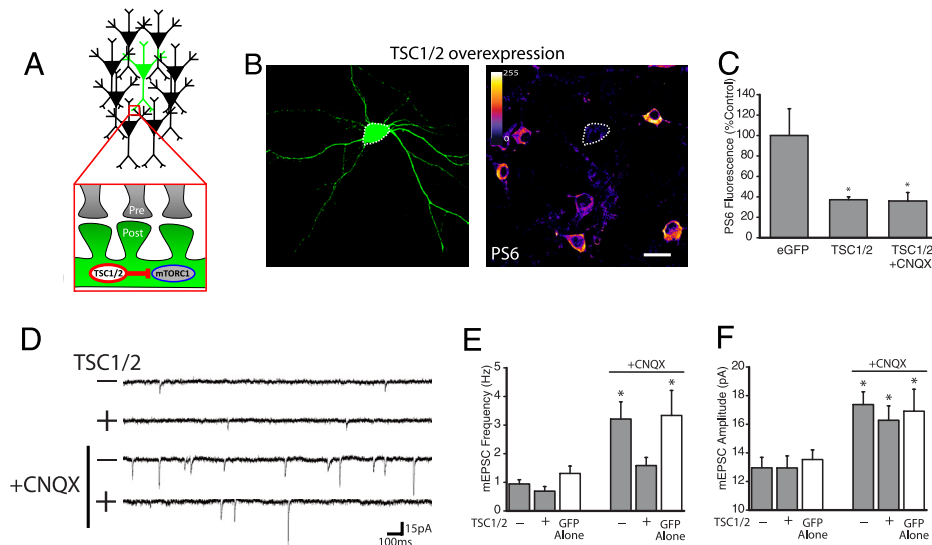 A
Pre
Post
TSC1/2
mTORC1
TSC1/2 overexpression
B
255
0
PS6
C
PS6 Fluorescence (%Control)
140
120
100
80
60
40
20
0
*
*
eGFP
TSC1/2
TSC1/2
+CNQX
D
TSC1/2
−
+
+CNQX
−
+
15pA
100ms
E
+CNQX
mEPSC Frequency (Hz)
5
4
3
2
1
0
*
*
TSC1/2
−
+
GFP
Alone
−
+
GFP
Alone
F
+CNQX
mEPSC Amplitude (pA)
20
18
16
14
12
10
*
*
*
TSC1/2
−
+
GFP
Alone
−
+
GFP
Alone